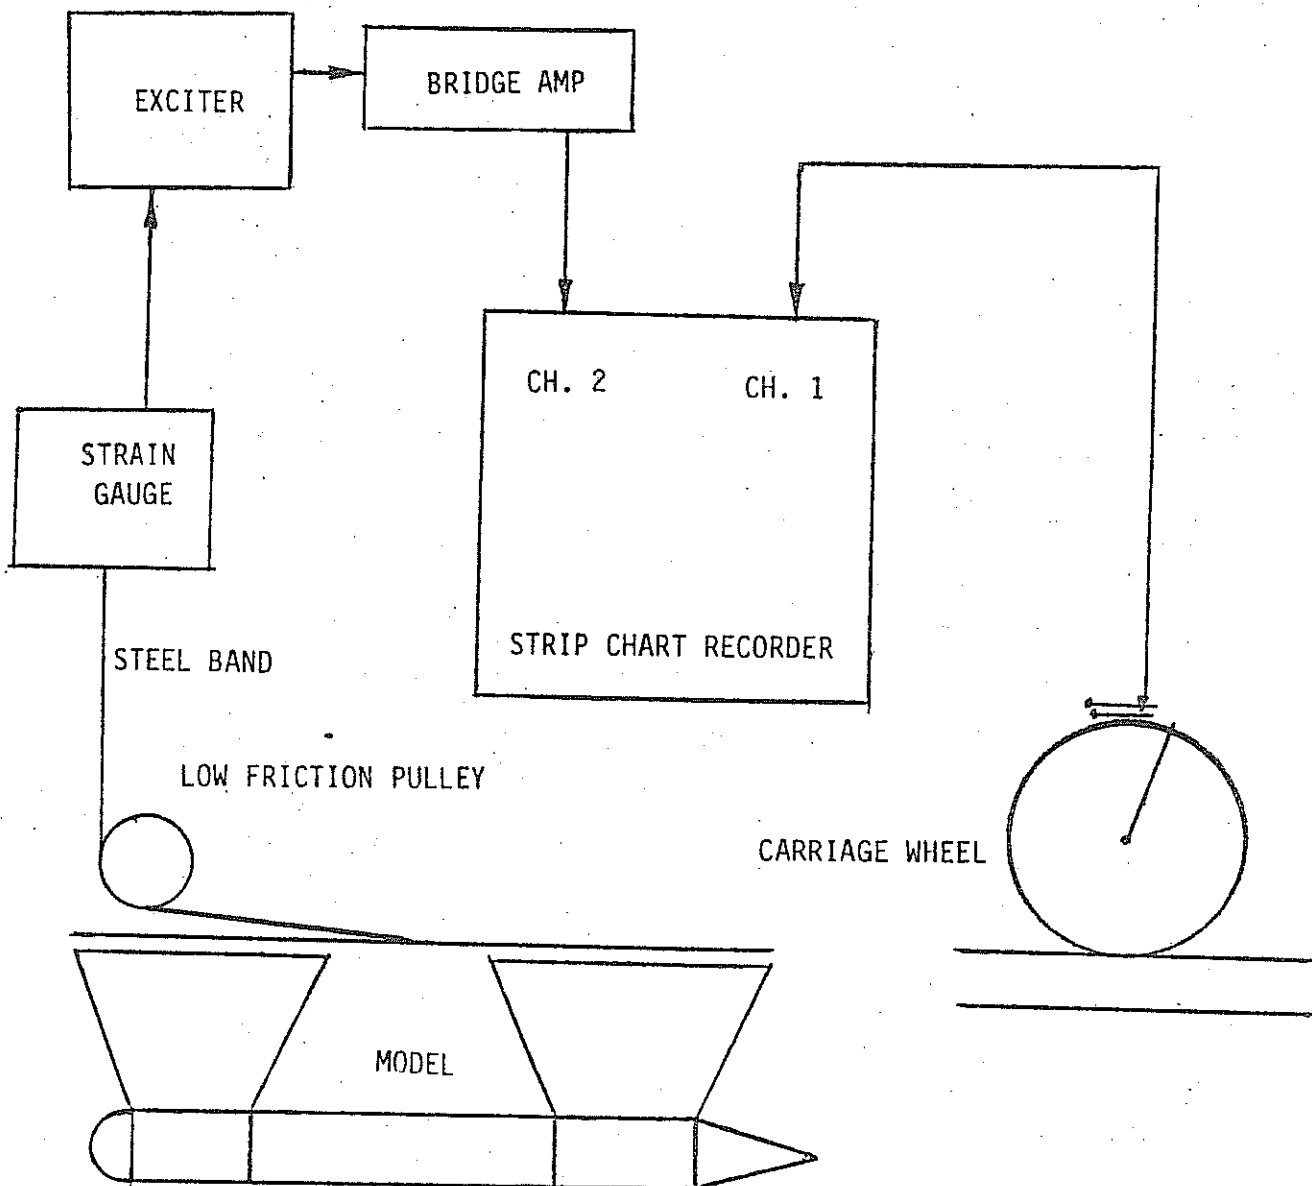 EXCITER
BRIDGE AMP
CH. 2
CH. 1
STRAIN
GAUGE
STRIP CHART RECORDER
STEEL BAND
LOW FRICTION PULLEY
CARRIAGE WHEEL
MODEL